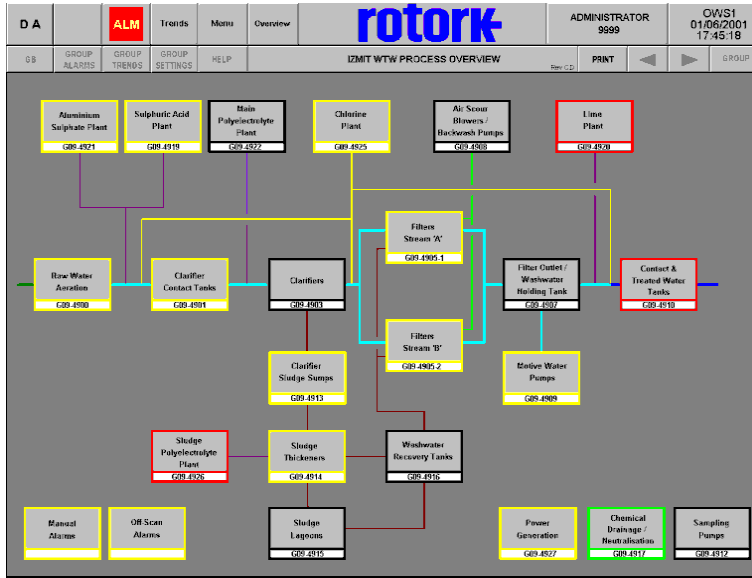 D A
ALM
Trends
Menu
Overview
rotork
ADMINISTRATOR
9999
OWS1
01/06/2001
17:45:18
GB
GROUP
ALARMS
GROUP
TRENDS
GROUP
SETTINGS
HELP
IZMIT WTW PROCESS OVERVIEW
Rev CD
PRINT
GROUP
Aluminium
Sulphate Plant
G09-4921
Sulphuric Acid
Plant
G09-4919
Main
Polyelectrolyte
Plant
G09-4922
Chlorine
Plant
G09-4925
Air Scour
Blowers /
Backwash Pumps
G09-4908
Lime
Plant
G09-4920
Filters
Stream 'A'
G09-4905-1
Raw Water
Aeration
G09-4900
Clarifier
Contact Tanks
G09-4901
Clarifiers
G09-4903
Filter Outlet /
Washwater
Holding Tank
G09-4907
Contact &
Treated Water
Tanks
G09-4910
Filters
Stream 'B'
G09-4905-2
Clarifier
Sludge Sumps
G09-4913
Motive Water
Pumps
G09-4909
Sludge
Polyelectrolyte
Plant
G09-4926
Sludge
Thickeners
G09-4914
Washwater
Recovery Tanks
G09-4916
Manual
Alarms
Off-Scan
Alarms
Sludge
Lagoons
G09-4915
Power
Generation
G09-4927
Chemical
Drainage /
Neutralisation
G09-4917
Sampling
Pumps
G09-4912